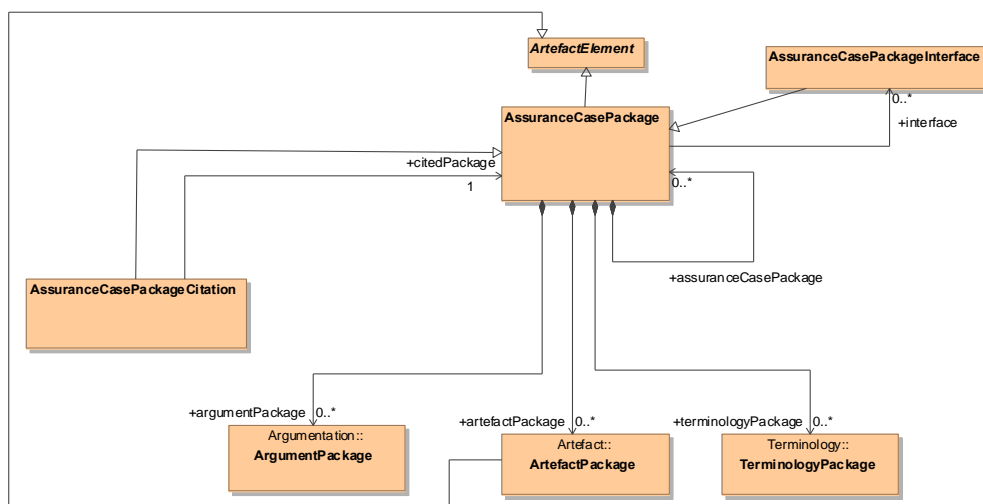 ArtefactElement
AssuranceCasePackageInterface
0..*
+interface
AssuranceCasePackage
+citedPackage
1
0..*
+assuranceCasePackage
AssuranceCasePackageCitation
+argumentPackage 0..*
+artefactPackage 0..*
+terminologyPackage 0..*
Argumentation::
ArgumentPackage
Artefact::
ArtefactPackage
Terminology::
TerminologyPackage